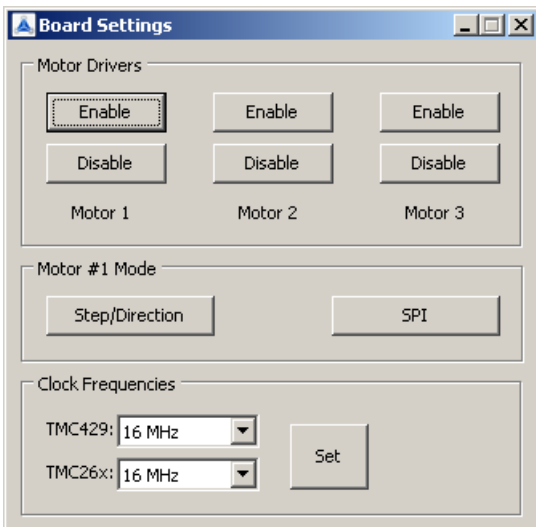 Board Settings
Motor Drivers
Enable Enable Enable
Disable Disable Disable
Motor 1 Motor 2 Motor 3
Motor #1 Mode
Step/Direction SPI
Clock Frequencies
TMC429: 16 MHz
Set
TMC26x: 16 MHz